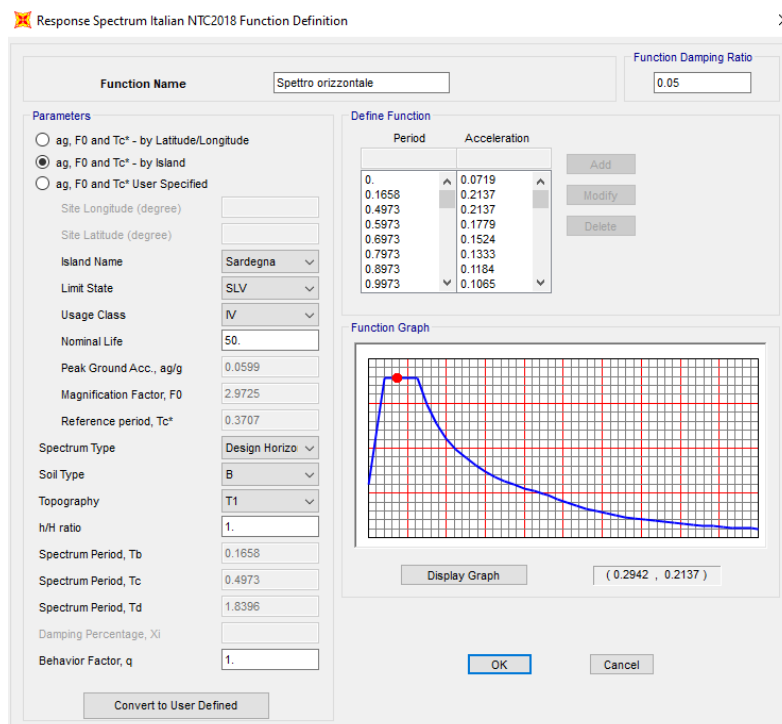 Response Spectrum Italian NTC2018 Function Definition
Function Damping Ratio
Function Name
Spettro orizzontale
0.05
Parameters
ag, F0 and Tc* - by Latitude/Longitude
ag, F0 and Tc* - by Island
ag, F0 and Tc* User Specified
Site Longitude (degree)
Site Latitude (degree)
Island Name Sardegna
Limit State SLV
Usage Class IV
Nominal Life 50.
Peak Ground Acc., ag/g 0.0599
Magnification Factor, F0 2.9725
Reference period, Tc* 0.3707
Spectrum Type Design Horizo
Soil Type B
Topography T1
h/H ratio 1.
Spectrum Period, Tb 0.1658
Spectrum Period, Tc 0.4973
Spectrum Period, Td 1.8396
Damping Percentage, Xi
Behavior Factor, q 1.
Convert to User Defined
Define Function
Period Acceleration
0. 0.0719
0.1658 0.2137
0.4973 0.2137
0.5973 0.1779
0.6973 0.1524
0.7973 0.1333
0.8973 0.1184
0.9973 0.1065
Add
Modify
Delete
Function Graph
Display Graph
( 0.2942 , 0.2137 )
OK
Cancel